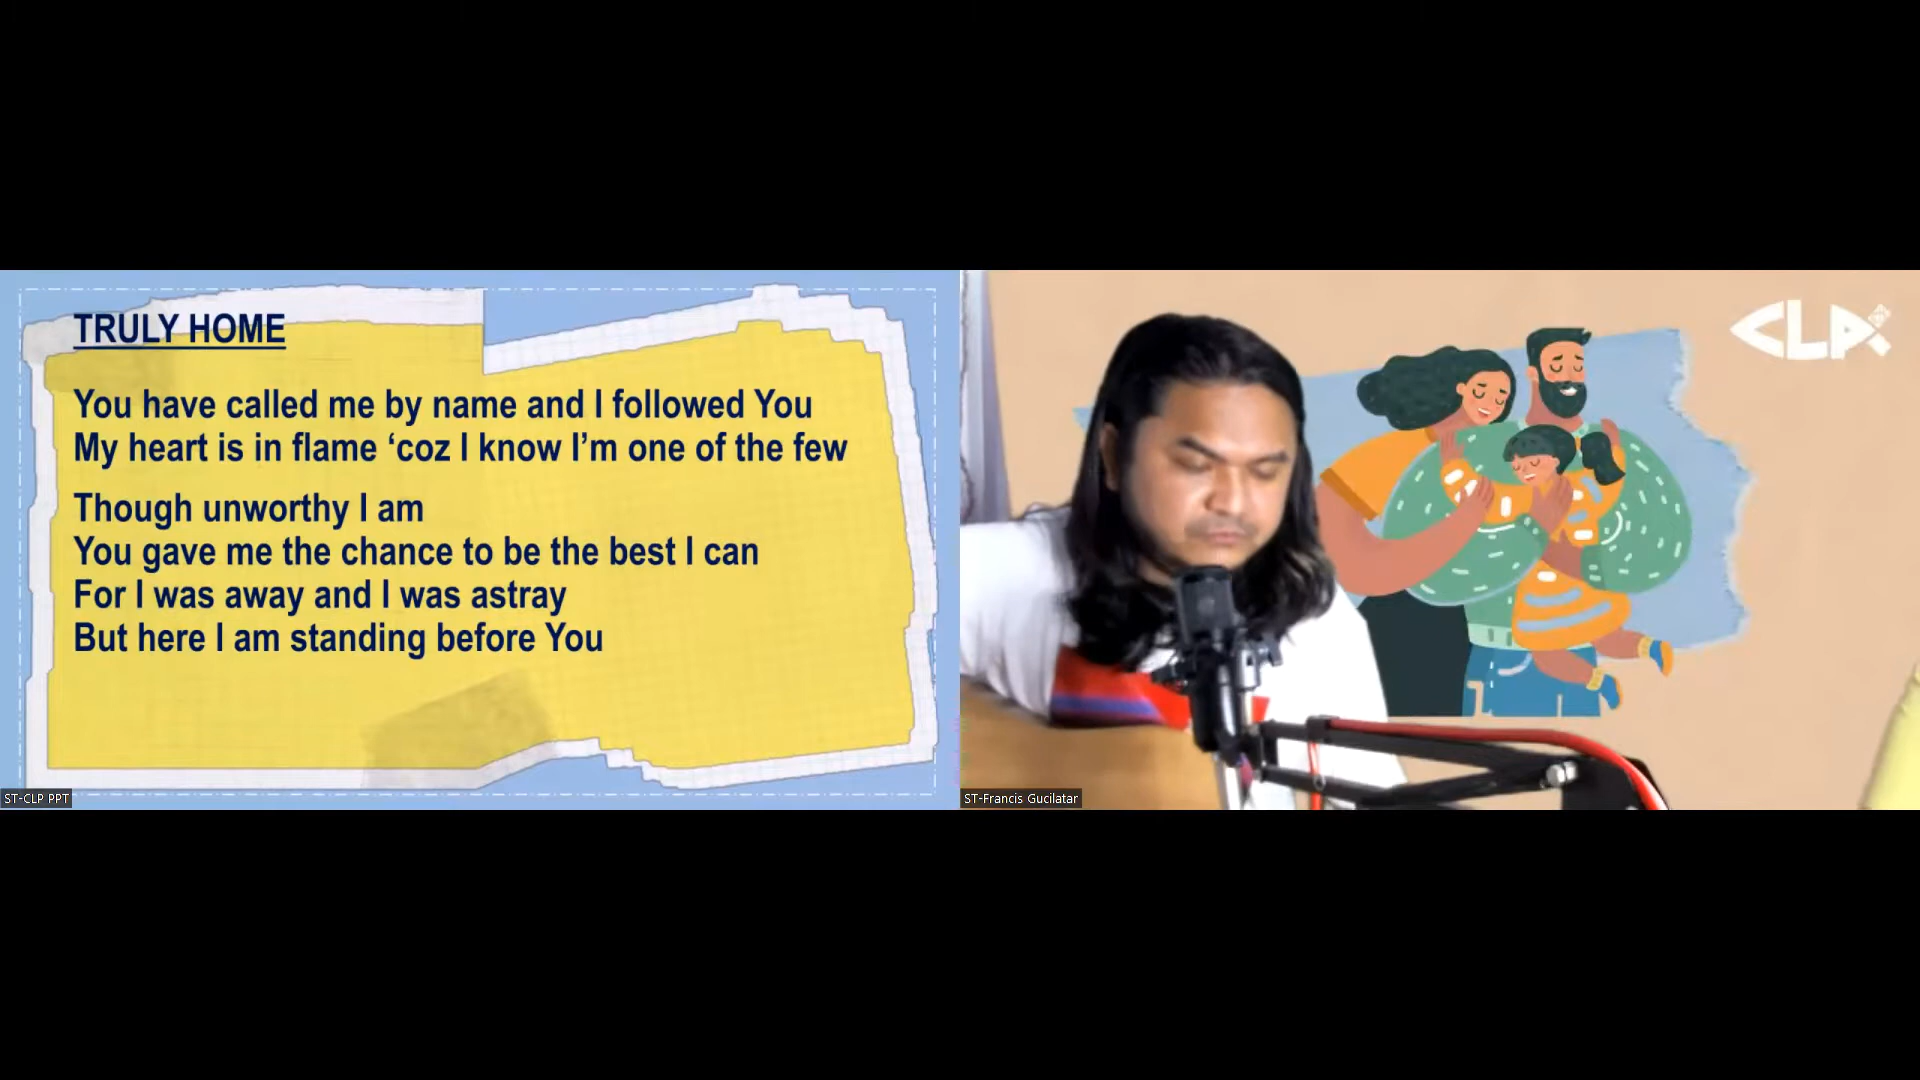 TRULY HOME
You have called me by name and I followed You
My heart is in flame ‘coz I know I’m one of the few
Though unworthy I am
You gave me the chance to be the best I can
For I was away and I was astray
But here I am standing before You
ST-CLP PPT
CLP
ST-Francis Gucilatar